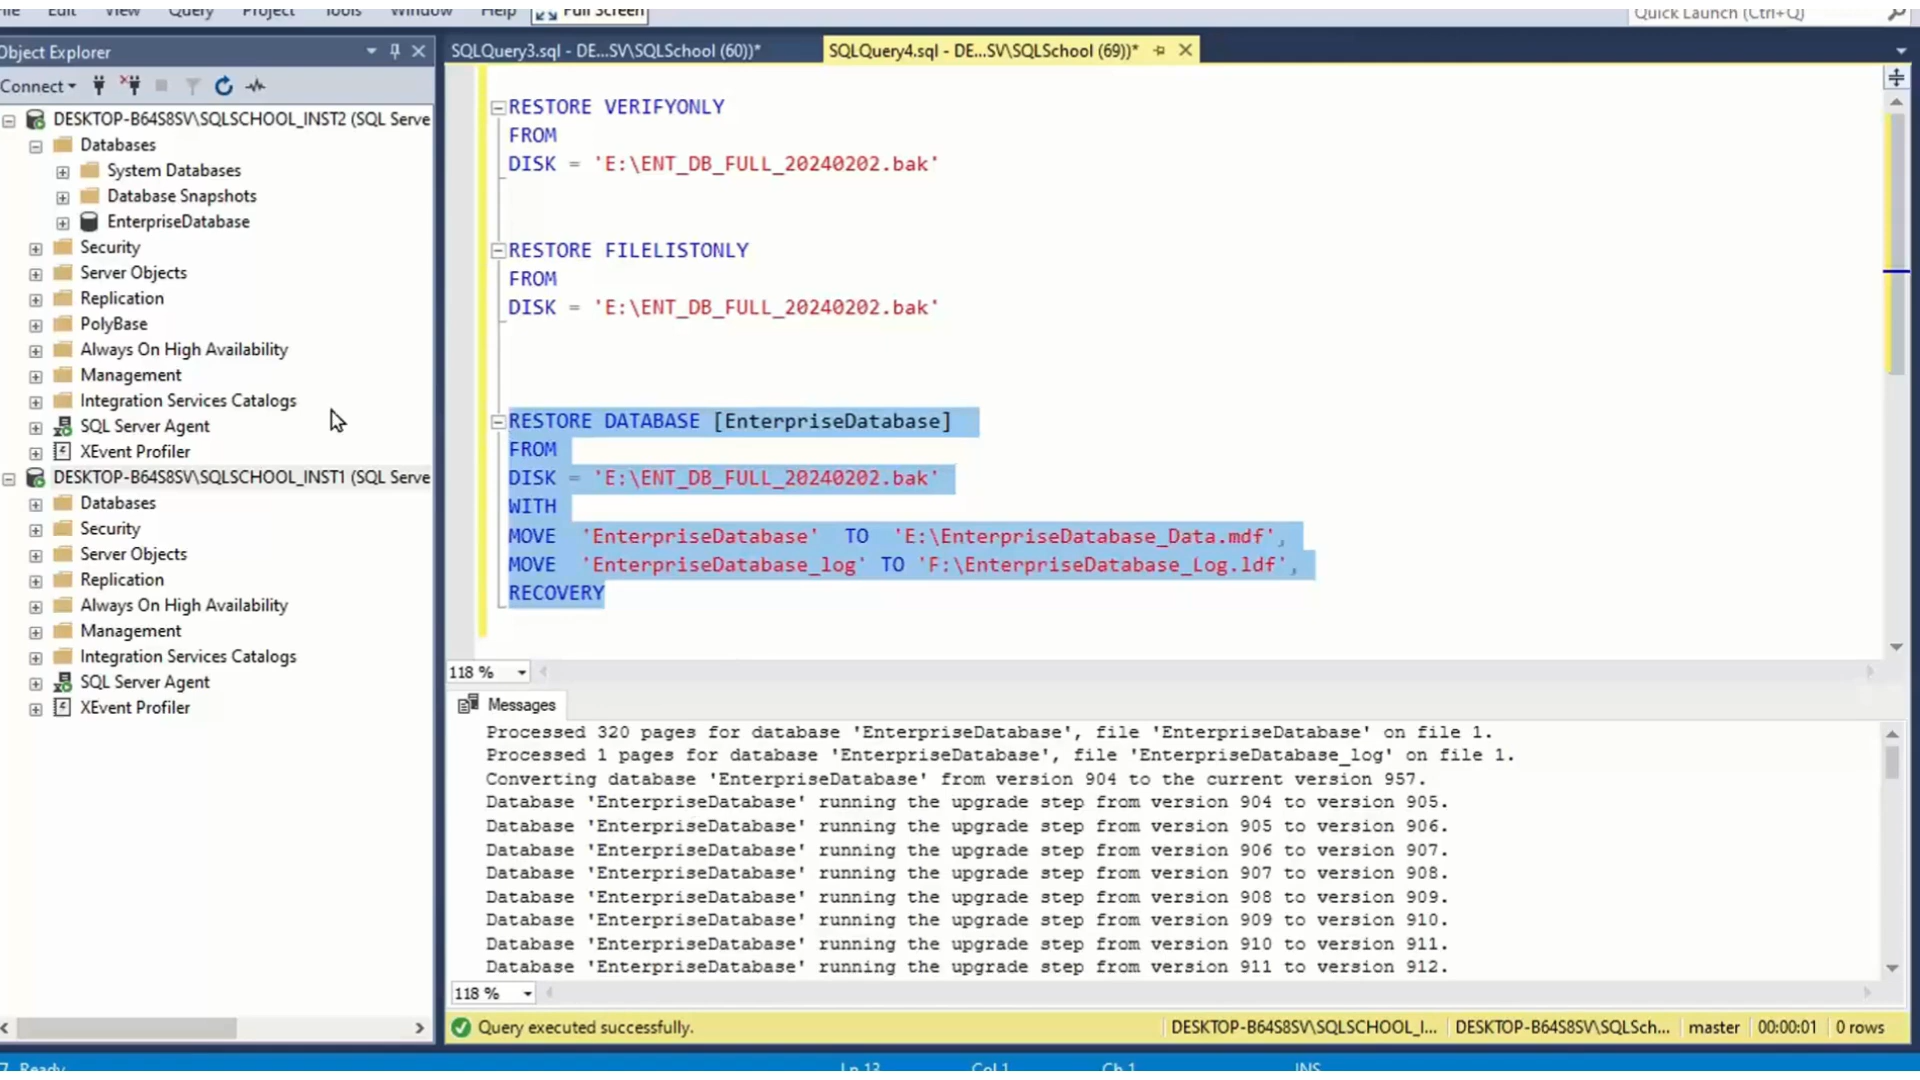 File Edit View Query Project Tools Window Help Full Screen
Quick Launch (Ctrl+Q)
Object Explorer
Connect
DESKTOP-B64S8SV\SQLSCHOOL_INST2 (SQL Serve
Databases
System Databases
Database Snapshots
EnterpriseDatabase
Security
Server Objects
Replication
PolyBase
Always On High Availability
Management
Integration Services Catalogs
SQL Server Agent
XEvent Profiler
DESKTOP-B64S8SV\SQLSCHOOL_INST1 (SQL Serve
Databases
Security
Server Objects
Replication
Always On High Availability
Management
Integration Services Catalogs
SQL Server Agent
XEvent Profiler
SQLQuery3.sql - DE...SV\SQLSchool (60))*
SQLQuery4.sql - DE...SV\SQLSchool (69))*
RESTORE VERIFYONLY
FROM
DISK = 'E:\ENT_DB_FULL_20240202.bak'
RESTORE FILELISTONLY
FROM
DISK = 'E:\ENT_DB_FULL_20240202.bak'
RESTORE DATABASE [EnterpriseDatabase]
FROM
DISK = 'E:\ENT_DB_FULL_20240202.bak'
WITH
MOVE 'EnterpriseDatabase' TO 'E:\EnterpriseDatabase_Data.mdf',
MOVE 'EnterpriseDatabase_log' TO 'F:\EnterpriseDatabase_Log.ldf',
RECOVERY
118 %
Messages
Processed 320 pages for database 'EnterpriseDatabase', file 'EnterpriseDatabase' on file 1.
Processed 1 pages for database 'EnterpriseDatabase', file 'EnterpriseDatabase_log' on file 1.
Converting database 'EnterpriseDatabase' from version 904 to the current version 957.
Database 'EnterpriseDatabase' running the upgrade step from version 904 to version 905.
Database 'EnterpriseDatabase' running the upgrade step from version 905 to version 906.
Database 'EnterpriseDatabase' running the upgrade step from version 906 to version 907.
Database 'EnterpriseDatabase' running the upgrade step from version 907 to version 908.
Database 'EnterpriseDatabase' running the upgrade step from version 908 to version 909.
Database 'EnterpriseDatabase' running the upgrade step from version 909 to version 910.
Database 'EnterpriseDatabase' running the upgrade step from version 910 to version 911.
Database 'EnterpriseDatabase' running the upgrade step from version 911 to version 912.
118 %
Query executed successfully.
DESKTOP-B64S8SV\SQLSCHOOL_I... DESKTOP-B64S8SV\SQLSch... master 00:00:01 0 rows
Ready Ln 13 Col 1 Ch 1 INS